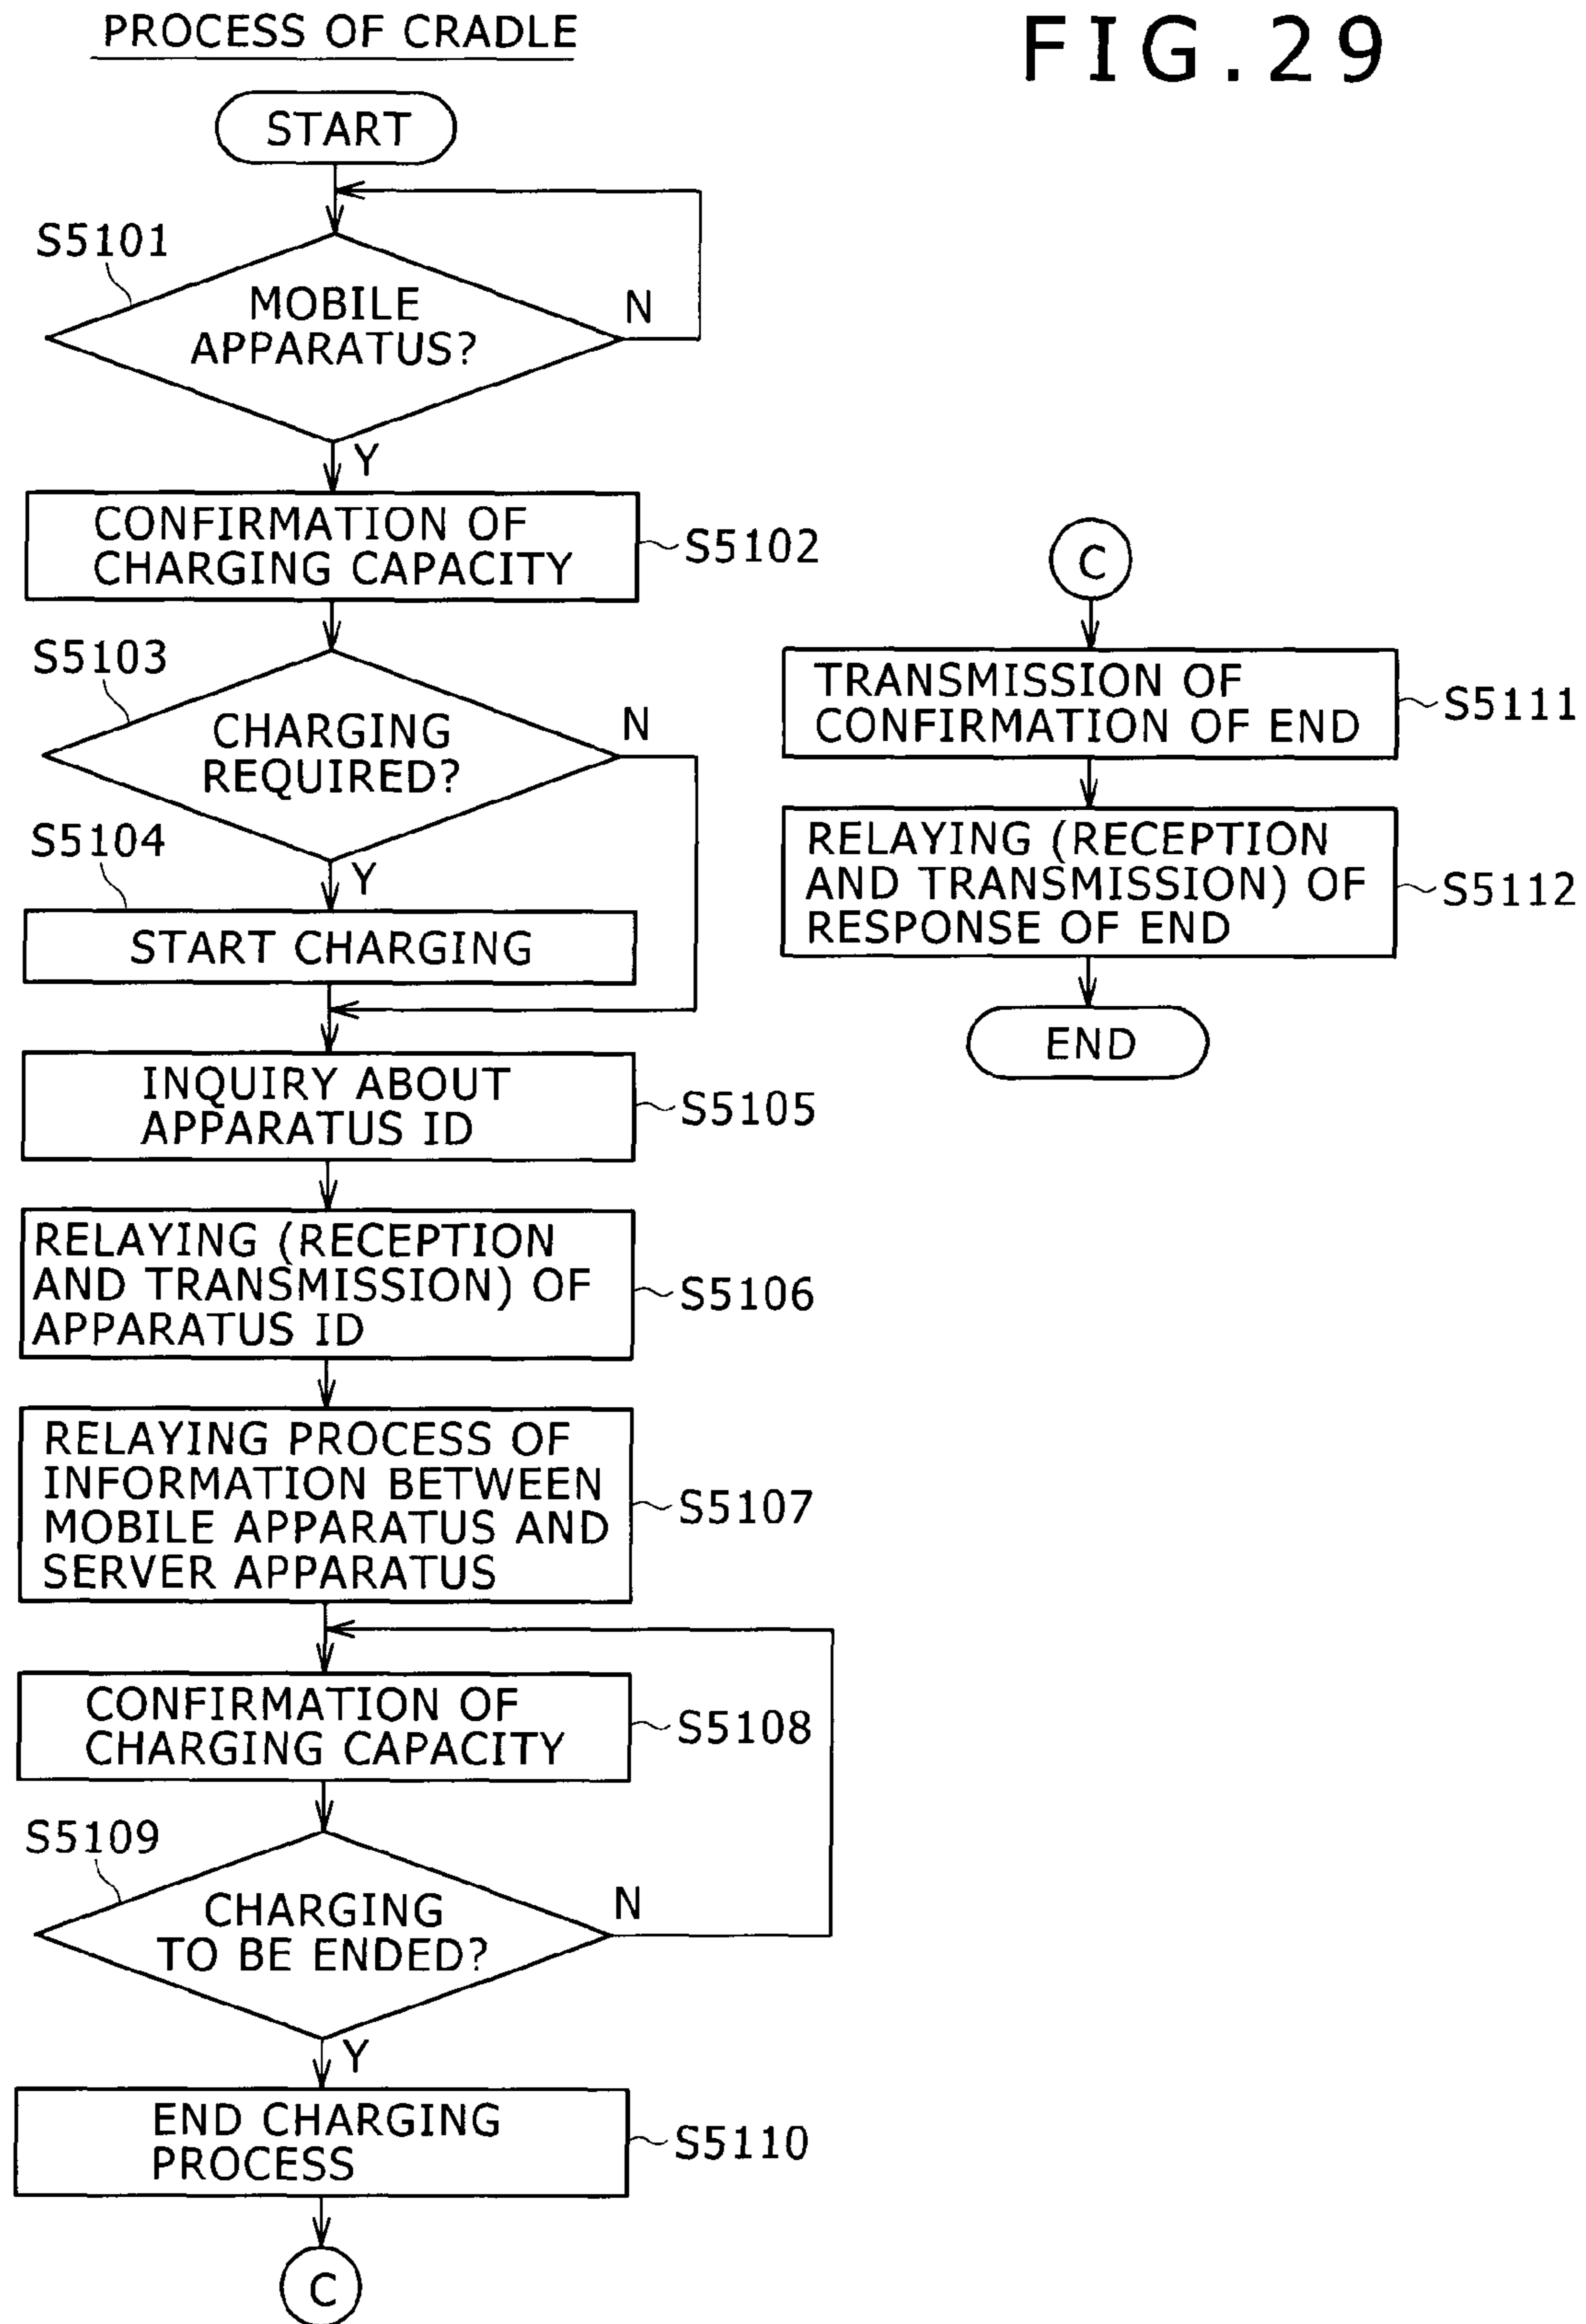 PROCESS OF CRADLE
FIG.29
START
S5101
MOBILE
APPARATUS?
N
Y
CONFIRMATION OF
CHARGING CAPACITY
S5102
S5103
CHARGING
REQUIRED?
N
S5104
Y
START CHARGING
INQUIRY ABOUT
APPARATUS ID
S5105
RELAYING (RECEPTION
AND TRANSMISSION) OF
APPARATUS ID
S5106
RELAYING PROCESS OF
INFORMATION BETWEEN
MOBILE APPARATUS AND
SERVER APPARATUS
S5107
CONFIRMATION OF
CHARGING CAPACITY
S5108
S5109
CHARGING
TO BE ENDED?
N
Y
END CHARGING
PROCESS
S5110
C
C
TRANSMISSION OF
CONFIRMATION OF END
S5111
RELAYING (RECEPTION
AND TRANSMISSION) OF
RESPONSE OF END
S5112
END